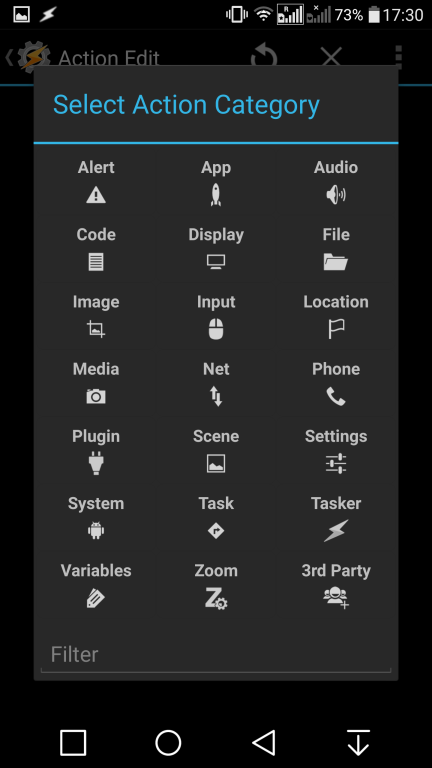 R
73% 17:30
Action Edit
Select Action Category
Alert App Audio
Code Display File
Image Input Location
Media Net Phone
Plugin Scene Settings
System Task Tasker
Variables Zoom 3rd Party
Filter